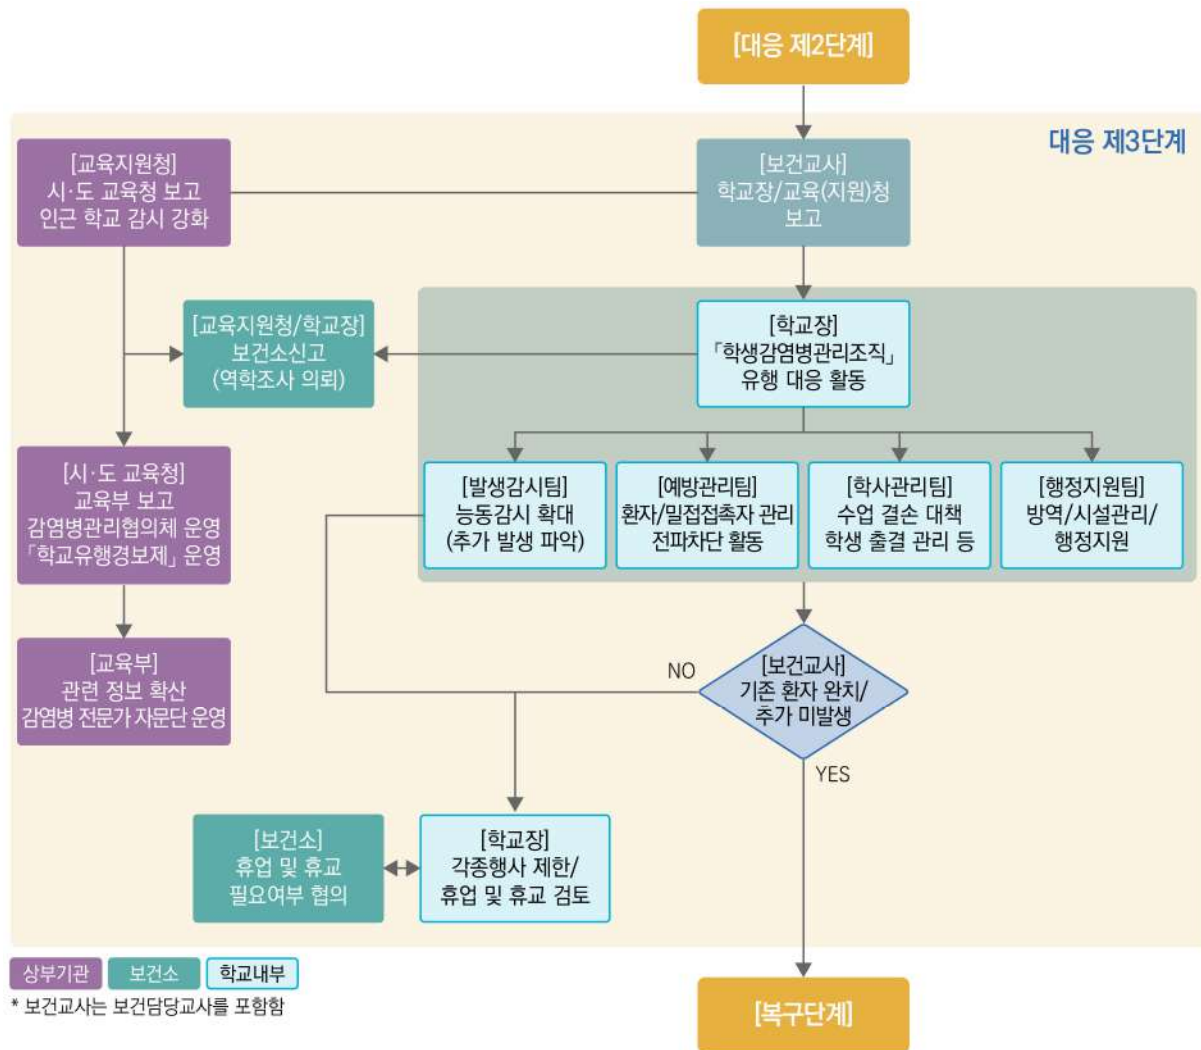 [대응 제2단계]
대응 제3단계
[교육지원청]
시·도 교육청 보고
인근 학교 감시 강화
[보건교사]
학교장/교육(지원)청
보고
[교육지원청/학교장]
보건소신고
(역학조사 의뢰)
[학교장]
「학생감염병관리조직」
유행 대응 활동
[시·도 교육청]
교육부 보고
감염병관리협의체 운영
「학교유행경보제」 운영
[발생감시팀]
능동감시 확대
(추가 발생 파악)
[예방관리팀]
환자/밀접접촉자 관리
전파차단 활동
[학사관리팀]
수업 결손 대책
학생 출결 관리 등
[행정지원팀]
방역/시설관리/
행정지원
[교육부]
관련 정보 확산
감염병 전문가 자문단 운영
NO
[보건교사]
기존 환자 완치/
추가 미발생
YES
[보건소]
휴업 및 휴교
필요여부 협의
[학교장]
각종행사 제한/
휴업 및 휴교 검토
상부기관
보건소
학교내부
* 보건교사는 보건담당교사를 포함함
[복구단계]